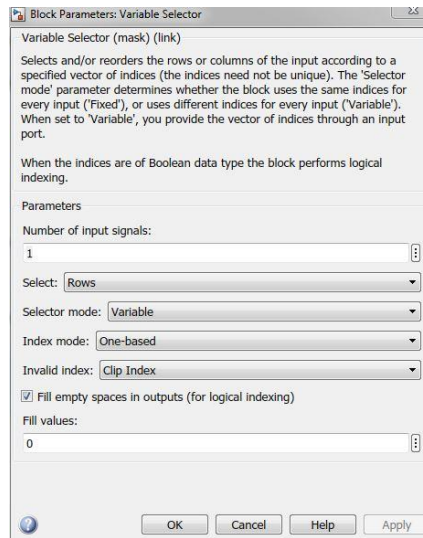 Block Parameters: Variable Selector
Variable Selector (mask) (link)
Selects and/or reorders the rows or columns of the input according to a
specified vector of indices (the indices need not be unique). The 'Selector
mode' parameter determines whether the block uses the same indices for
every input ('Fixed'), or uses different indices for every input ('Variable').
When set to 'Variable', you provide the vector of indices through an input
port.
When the indices are of Boolean data type the block performs logical
indexing.
Parameters
Number of input signals:
1
Select: Rows
Selector mode: Variable
Index mode: One-based
Invalid index: Clip Index
Fill empty spaces in outputs (for logical indexing)
Fill values:
0
OK Cancel Help Apply